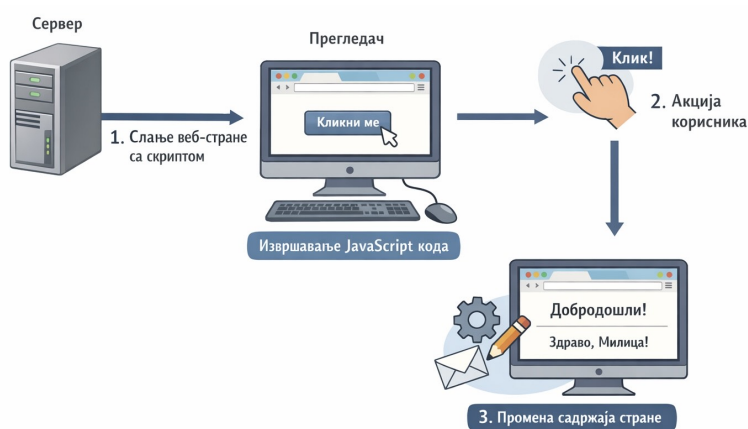 Сервер
Прегледач
Кликни ме
1. Слање веб-стране
са скриптом
Извршавање JavaScript кода
Клик!
2. Акција
корисника
Добродошли!
Здраво, Милица!
3. Промена садржаја стране